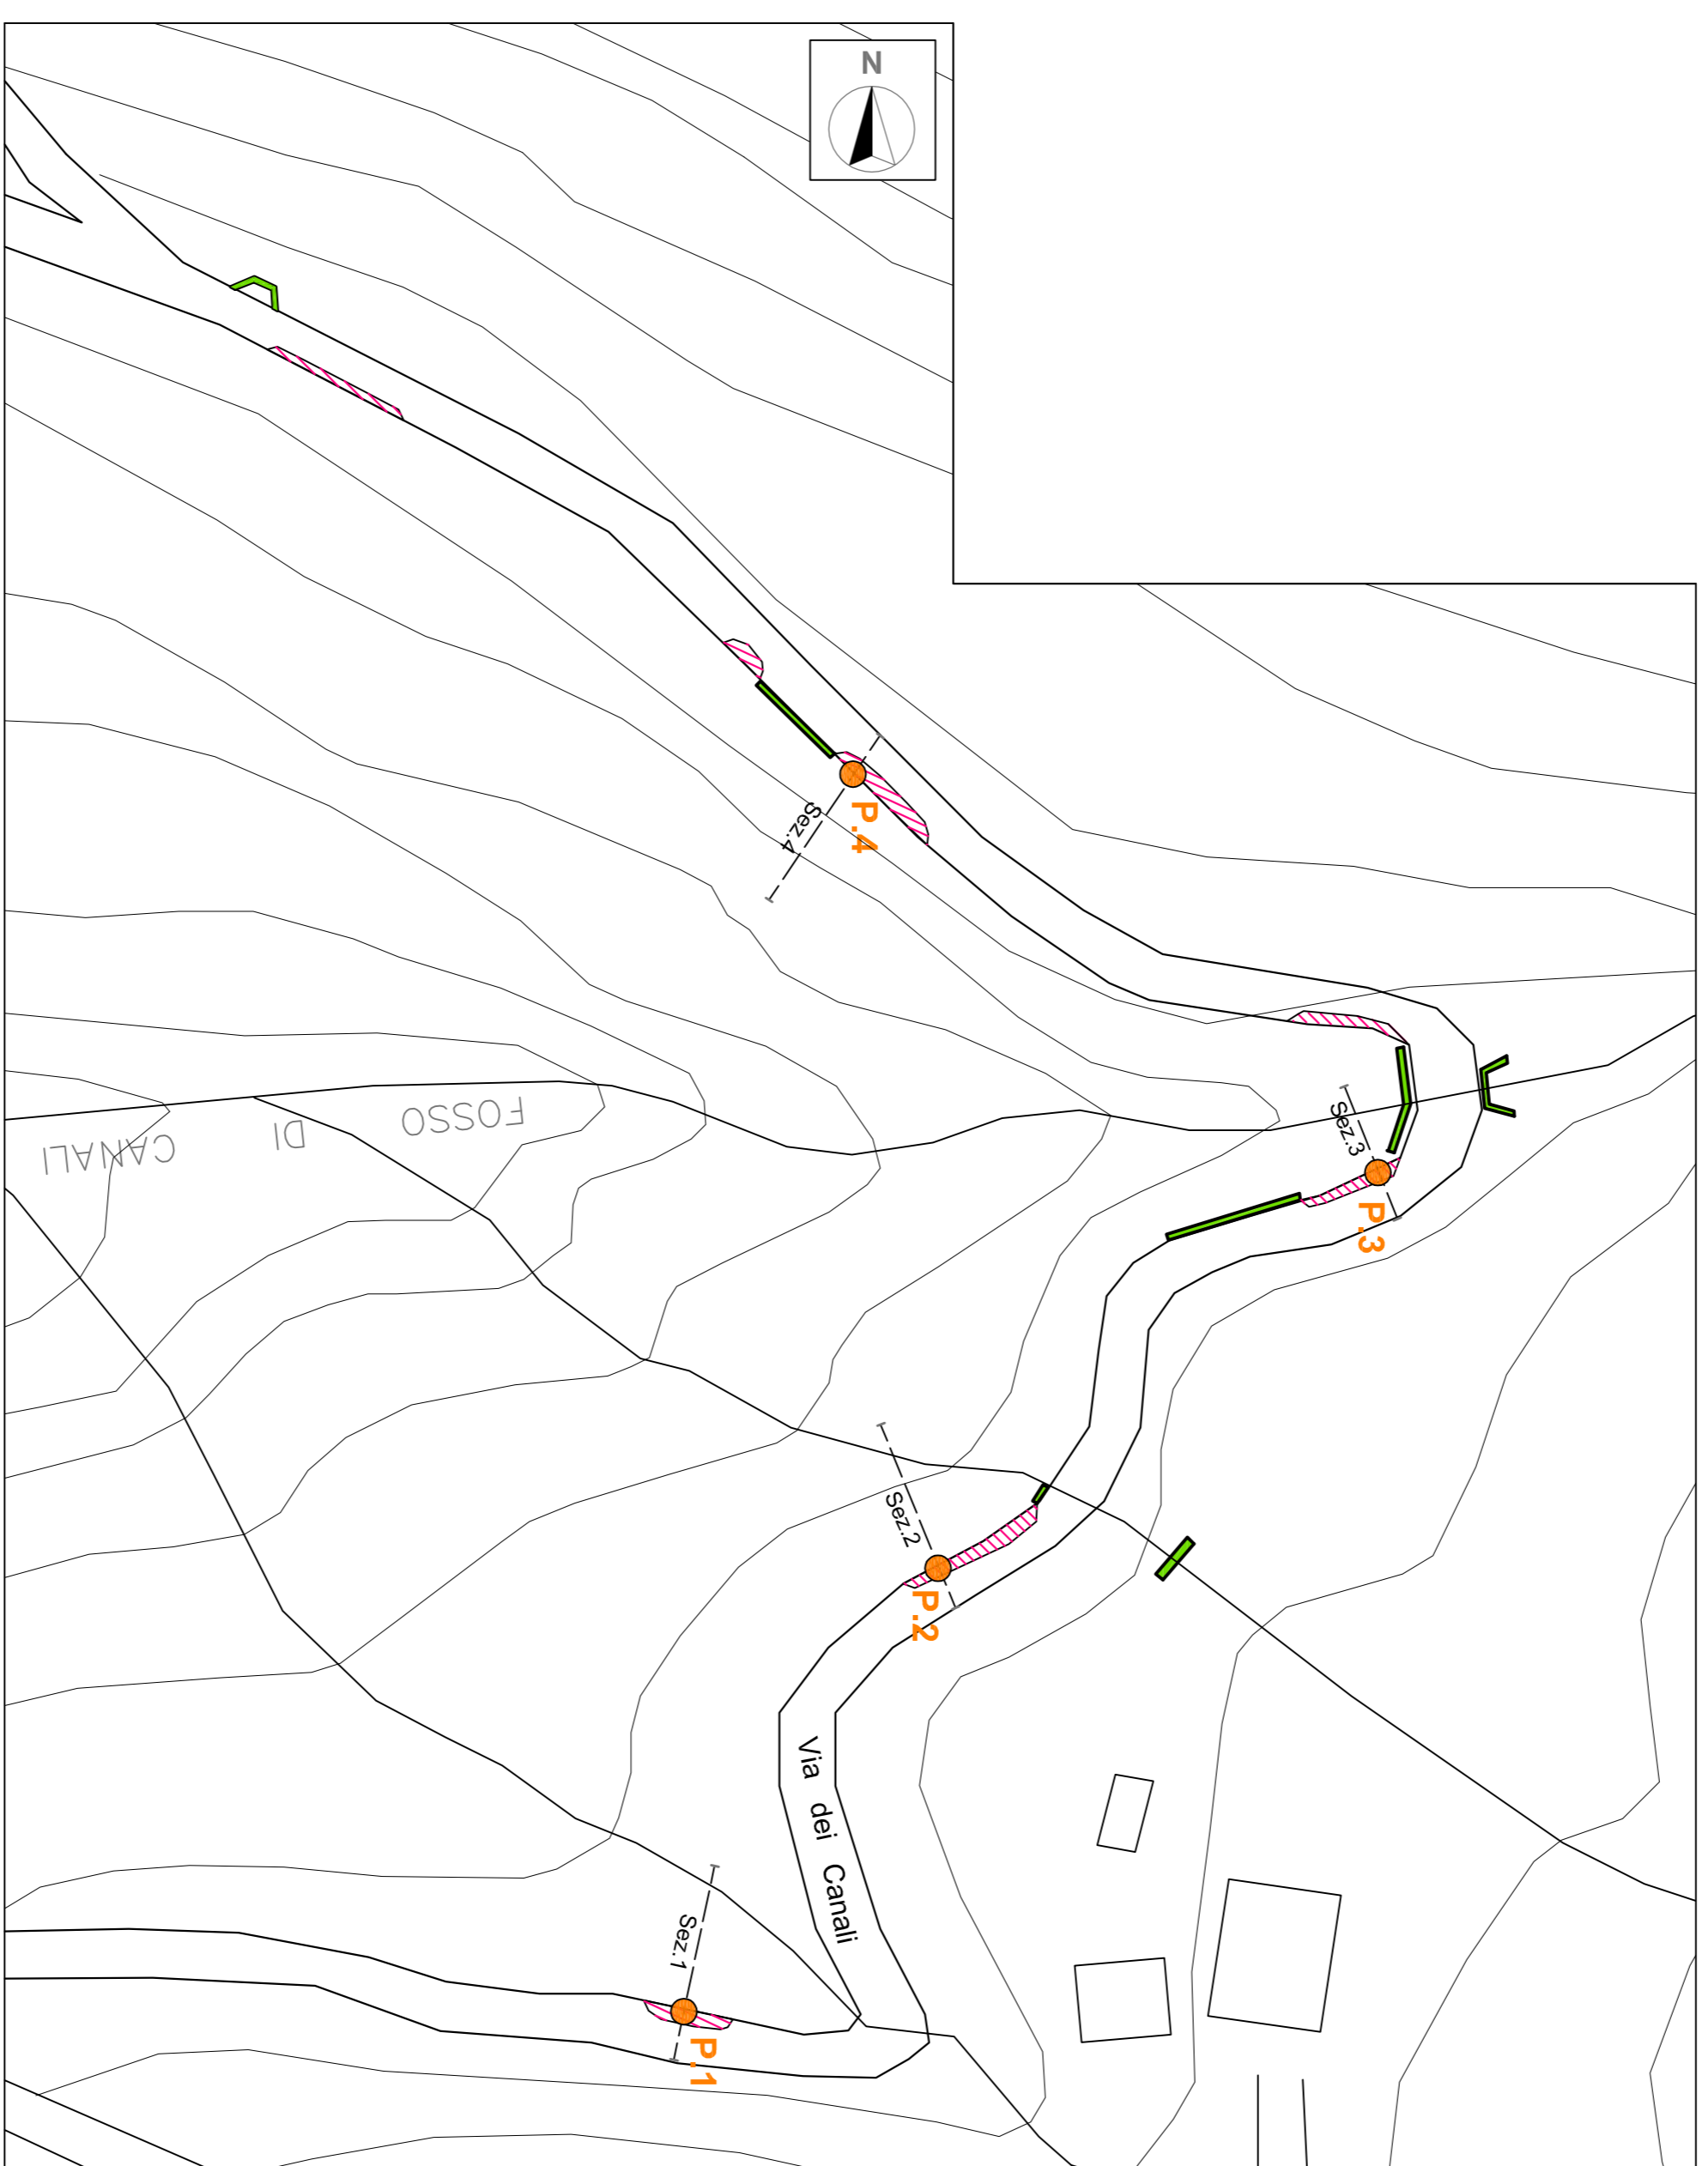 N
P.4
Sez.4
FOSSO DI CANALI
Sez.3
P.3
Sez.2
P.2
Via dei Canali
Sez.1
P.1